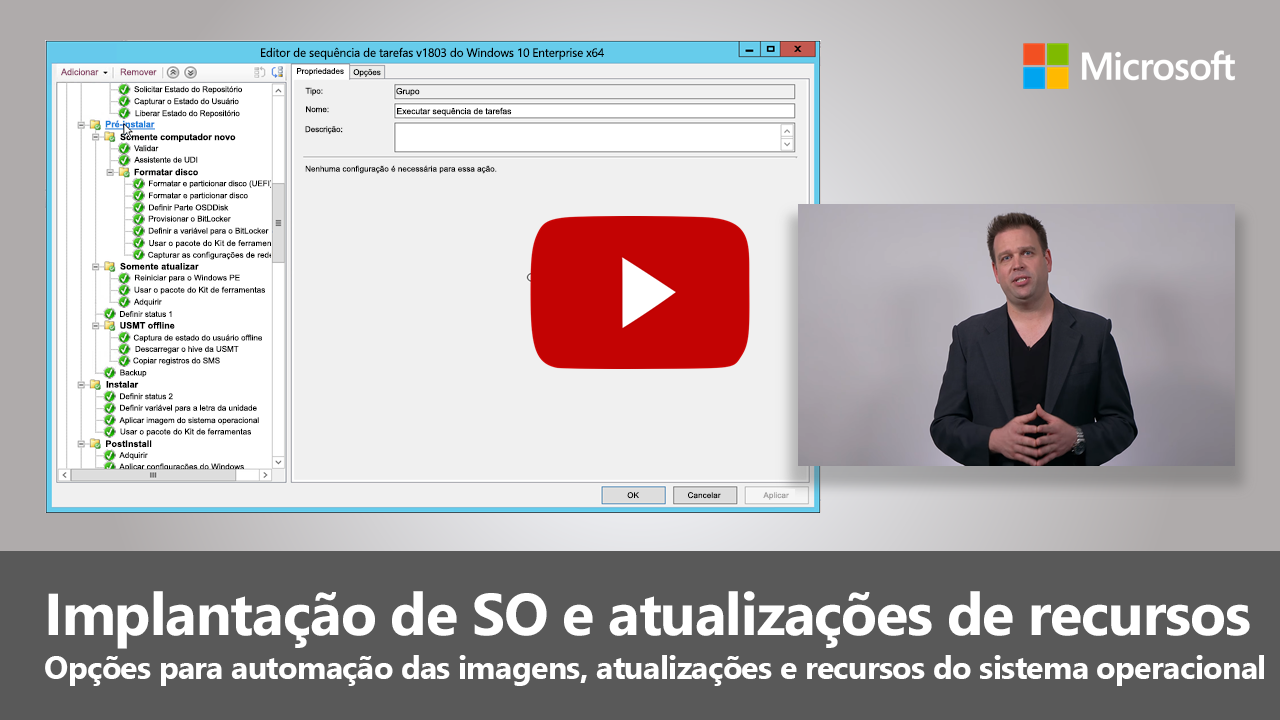 Editor de sequência de tarefas v1803 do Windows 10 Enterprise x64
Microsoft
Adicionar
Remover
Solicitar Estado do Repositório
Capturar o Estado do Usuário
Liberar Estado do Repositório
Pré-instalar
Somente computador novo
Validar
Assistente de UDI
Formatar disco
Formatar e particionar disco (UEFI)
Formatar e particionar disco
Definir Parte OSDDisk
Provisionar o BitLocker
Definir a variável para o BitLocker
Usar o pacote do Kit de ferramen
Capturar as configurações de rede
Somente atualizar
Reiniciar para o Windows PE
Usar o pacote do Kit de ferramentas
Adquirir
Definir status 1
USMT offline
Captura de estado do usuário offline
Descarregar o hive da USMT
Copiar registros do SMS
Backup
Instalar
Definir status 2
Definir variável para a letra da unidade
Aplicar imagem do sistema operacional
Usar o pacote do Kit de ferramentas
PostInstall
Adquirir
Aplicar configurações do Windows
Propriedades
Opções
Tipo:
Grupo
Nome:
Executar sequência de tarefas
Descrição:
Nenhuma configuração é necessária para essa ação.
OK
Cancelar
Aplicar
Implantação de SO e atualizações de recursos
Opções para automação das imagens, atualizações e recursos do sistema operacional